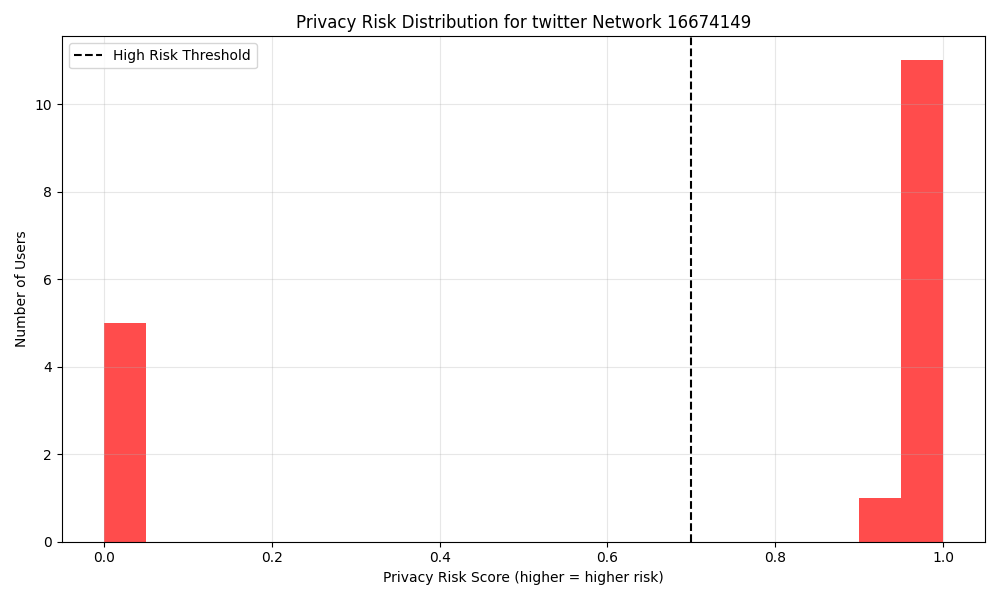 Privacy Risk Distribution for twitter Network 16674149
High Risk Threshold
Number of Users
10
8
6
4
2
0
0.0 0.2 0.4 0.6 0.8 1.0
Privacy Risk Score (higher = higher risk)